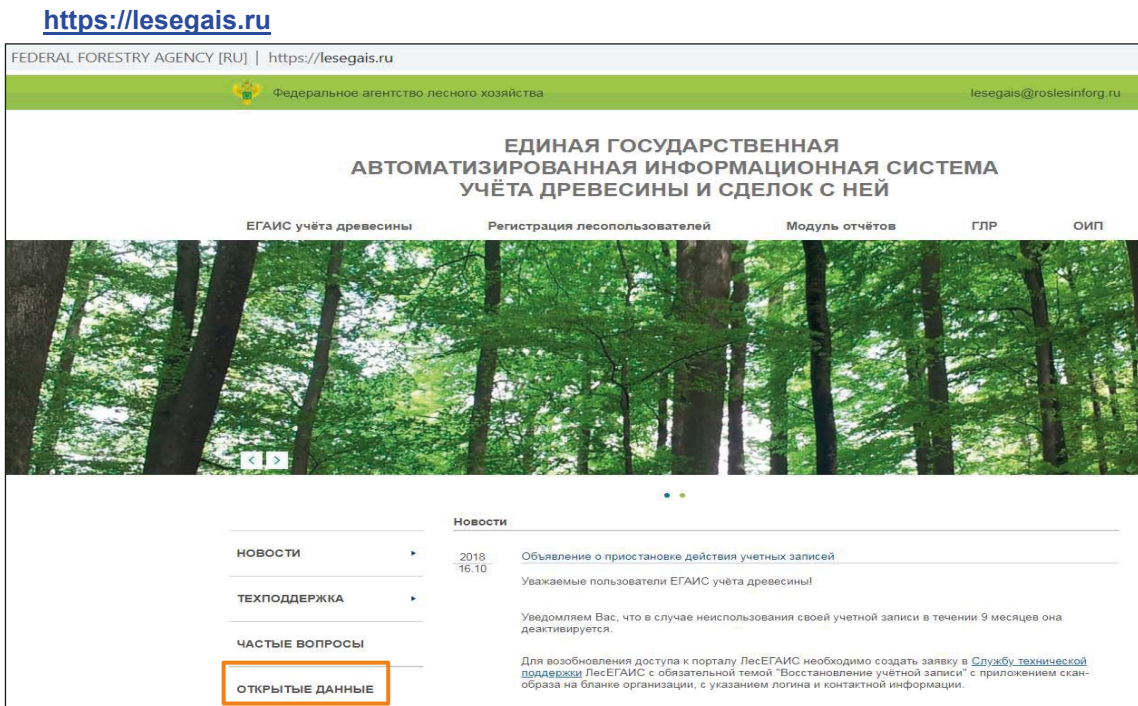 https://lesegais.ru
FEDERAL FORESTRY AGENCY [RU] | https://lesegais.ru
Федеральное агентство лесного хозяйства
lesegais@roslesinforg.ru
ЕДИНАЯ ГОСУДАРСТВЕННАЯ
АВТОМАТИЗИРОВАННАЯ ИНФОРМАЦИОННАЯ СИСТЕМА
УЧЁТА ДРЕВЕСИНЫ И СДЕЛОК С НЕЙ
ЕГАИС учёта древесины Регистрация лесопользователей Модуль отчётов ГЛР ОИП
Новости
НОВОСТИ
ТЕХПОДДЕРЖКА
ЧАСТЫЕ ВОПРОСЫ
ОТКРЫТЫЕ ДАННЫЕ
2018
16.10
Объявление о приостановке действия учетных записей
Уважаемые пользователи ЕГАИС учёта древесины!
Уведомляем Вас, что в случае неиспользования своей учетной записи в течении 9 месяцев она
деактивируется.
Для возобновления доступа к порталу ЛесЕГАИС необходимо создать заявку в Службу технической
поддержки ЛесЕГАИС с обязательной темой "Восстановление учётной записи" с приложением скан-
образа на бланке организации, с указанием логина и контактной информации.